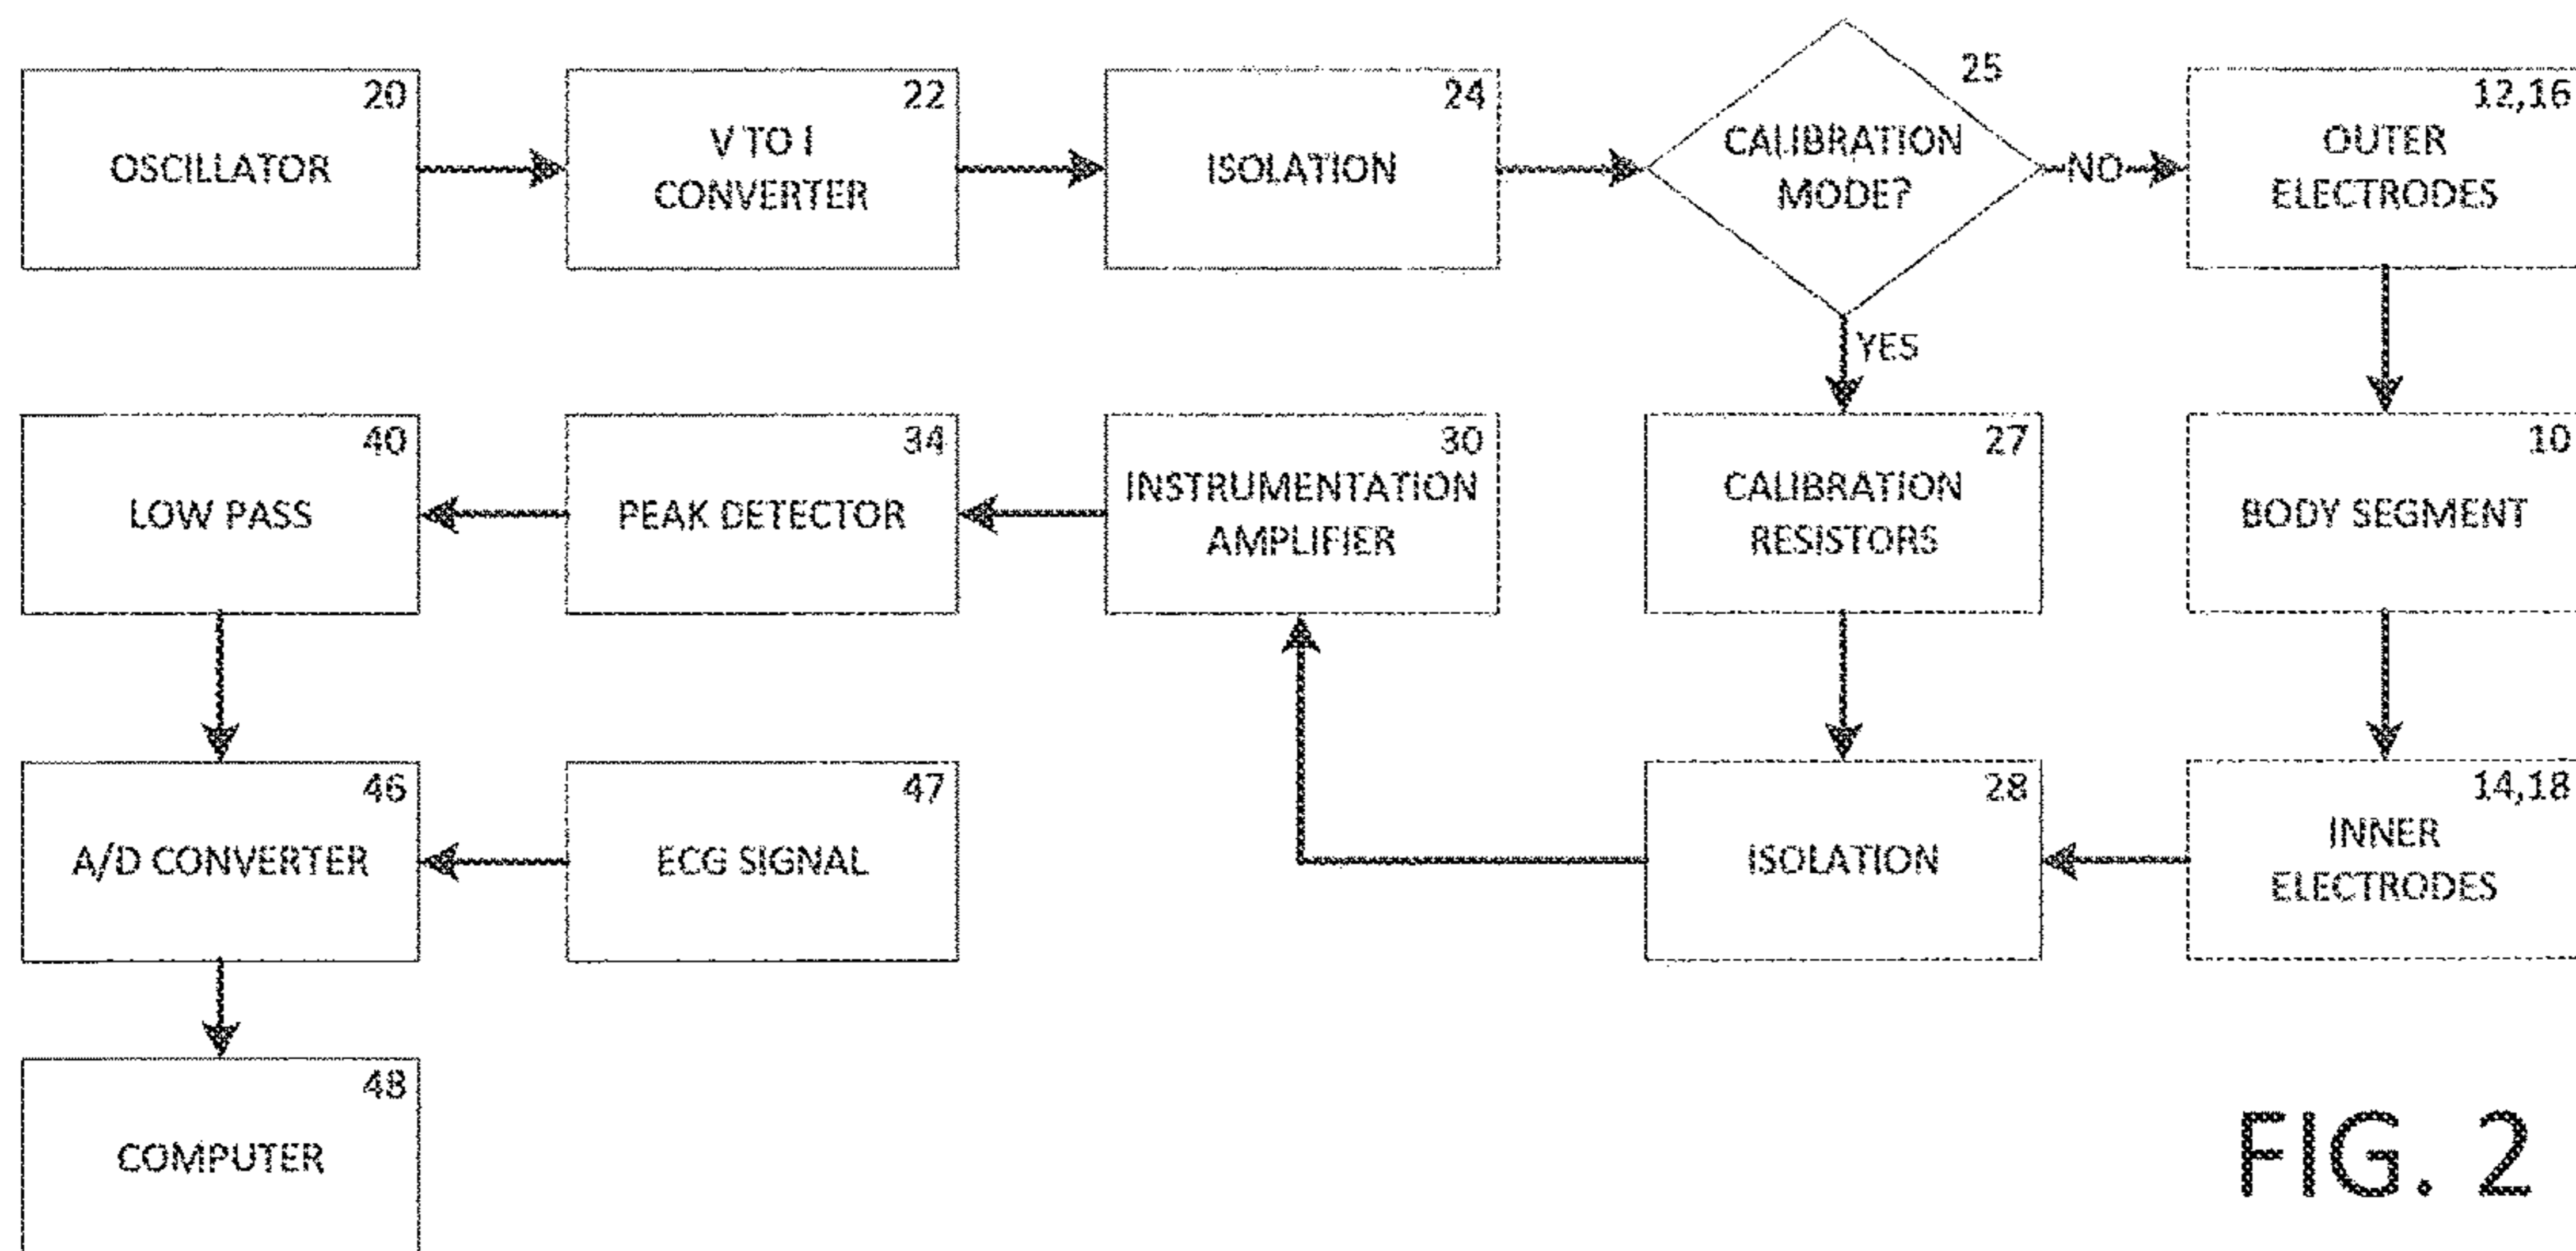 20
OSCILLATOR
22
V TO I
CONVERTER
24
ISOLATION
25
CALIBRATION
MODE?
NO
YES
12,16
OUTER
ELECTRODES
40
LOW PASS
34
PEAK DETECTOR
30
INSTRUMENTATION
AMPLIFIER
27
CALIBRATION
RESISTORS
10
BODY SEGMENT
46
A/D CONVERTER
47
ECG SIGNAL
28
ISOLATION
14,18
INNER
ELECTRODES
48
COMPUTER
FIG. 2